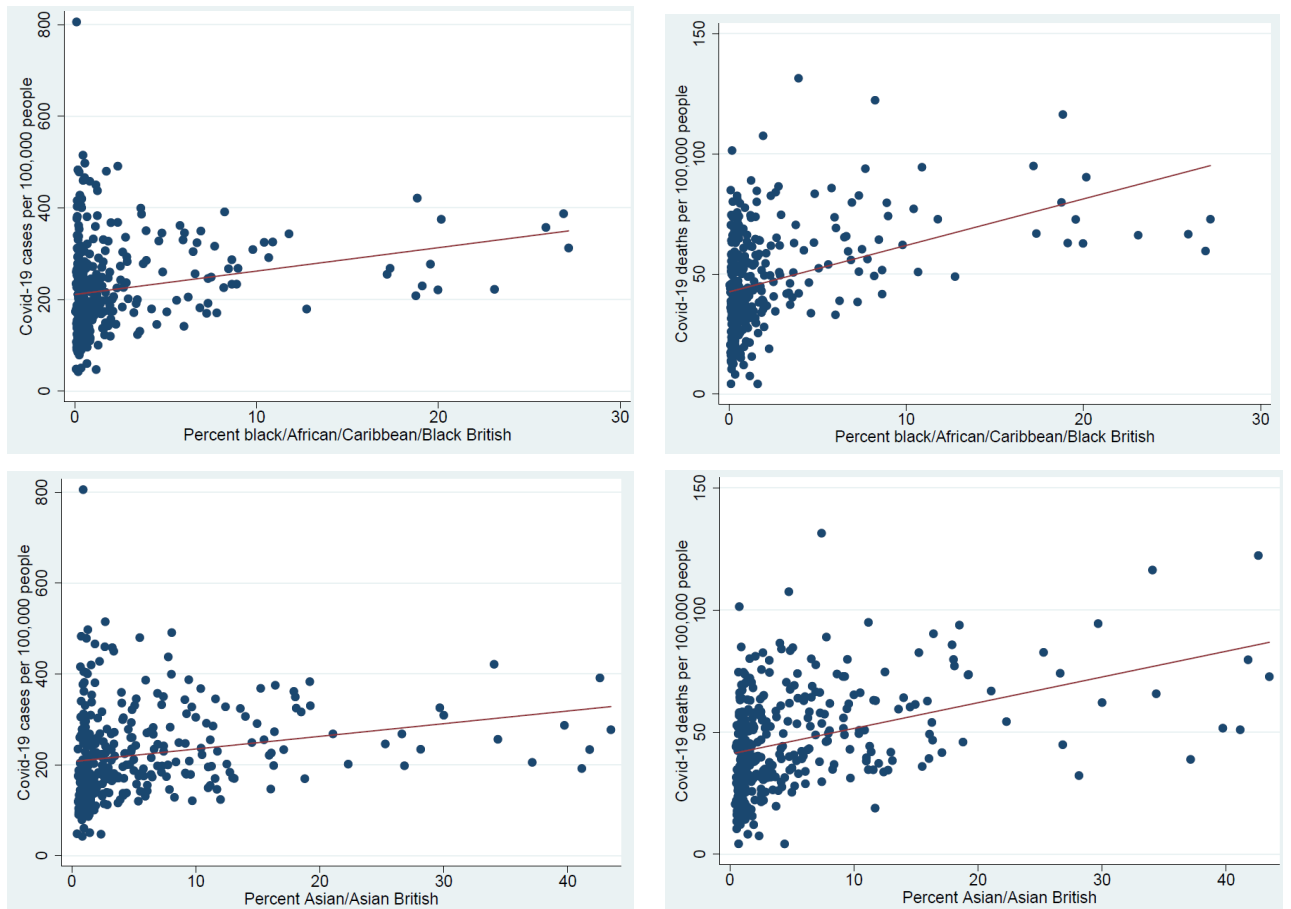 Covid-19 cases per 100,000 people
800
600
400
200
0
0 10 20 30
Percent black/African/Caribbean/Black British
Covid-19 deaths per 100,000 people
150
100
50
0
0 10 20 30
Percent black/African/Caribbean/Black British
Covid-19 cases per 100,000 people
800
600
400
200
0
0 10 20 30 40
Percent Asian/Asian British
Covid-19 deaths per 100,000 people
150
100
50
0
0 10 20 30 40
Percent Asian/Asian British